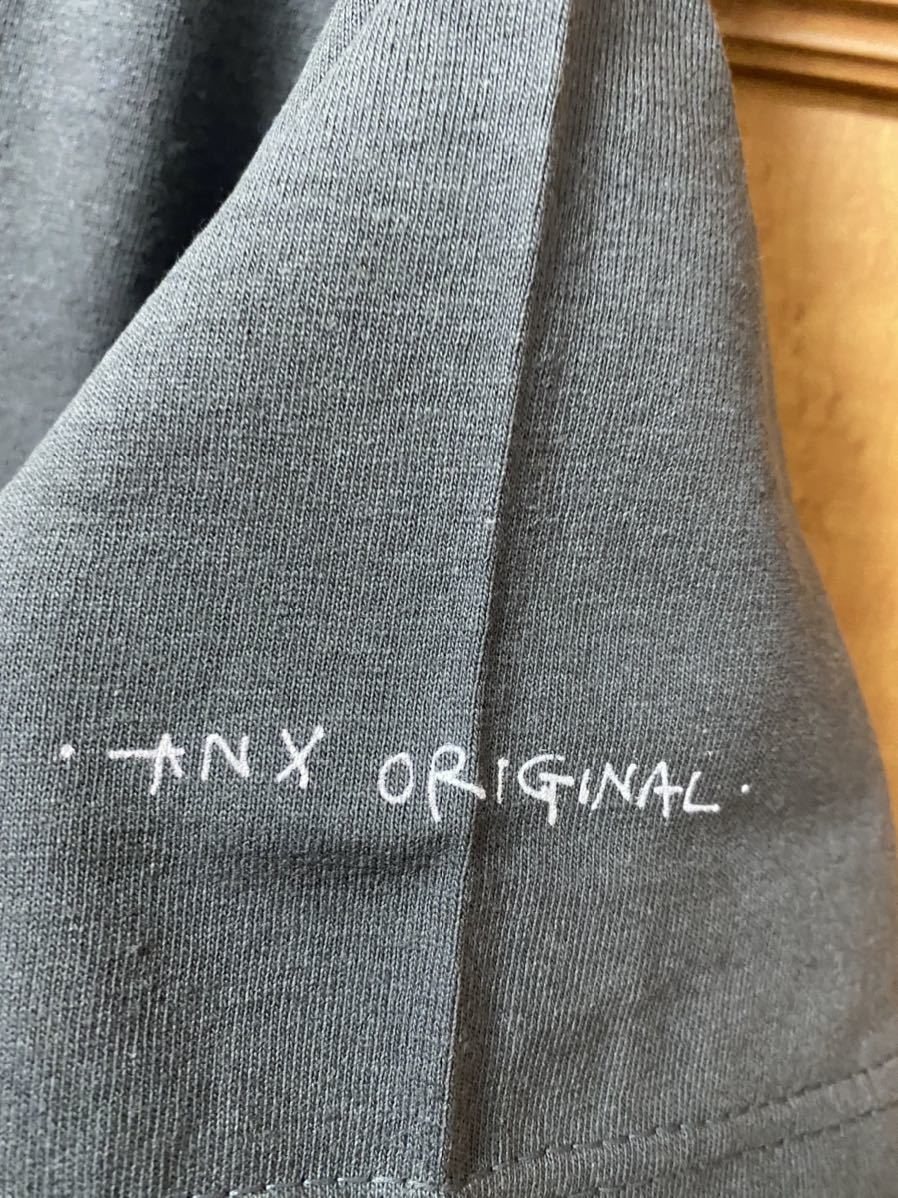 · ANX ORIGINAL ·